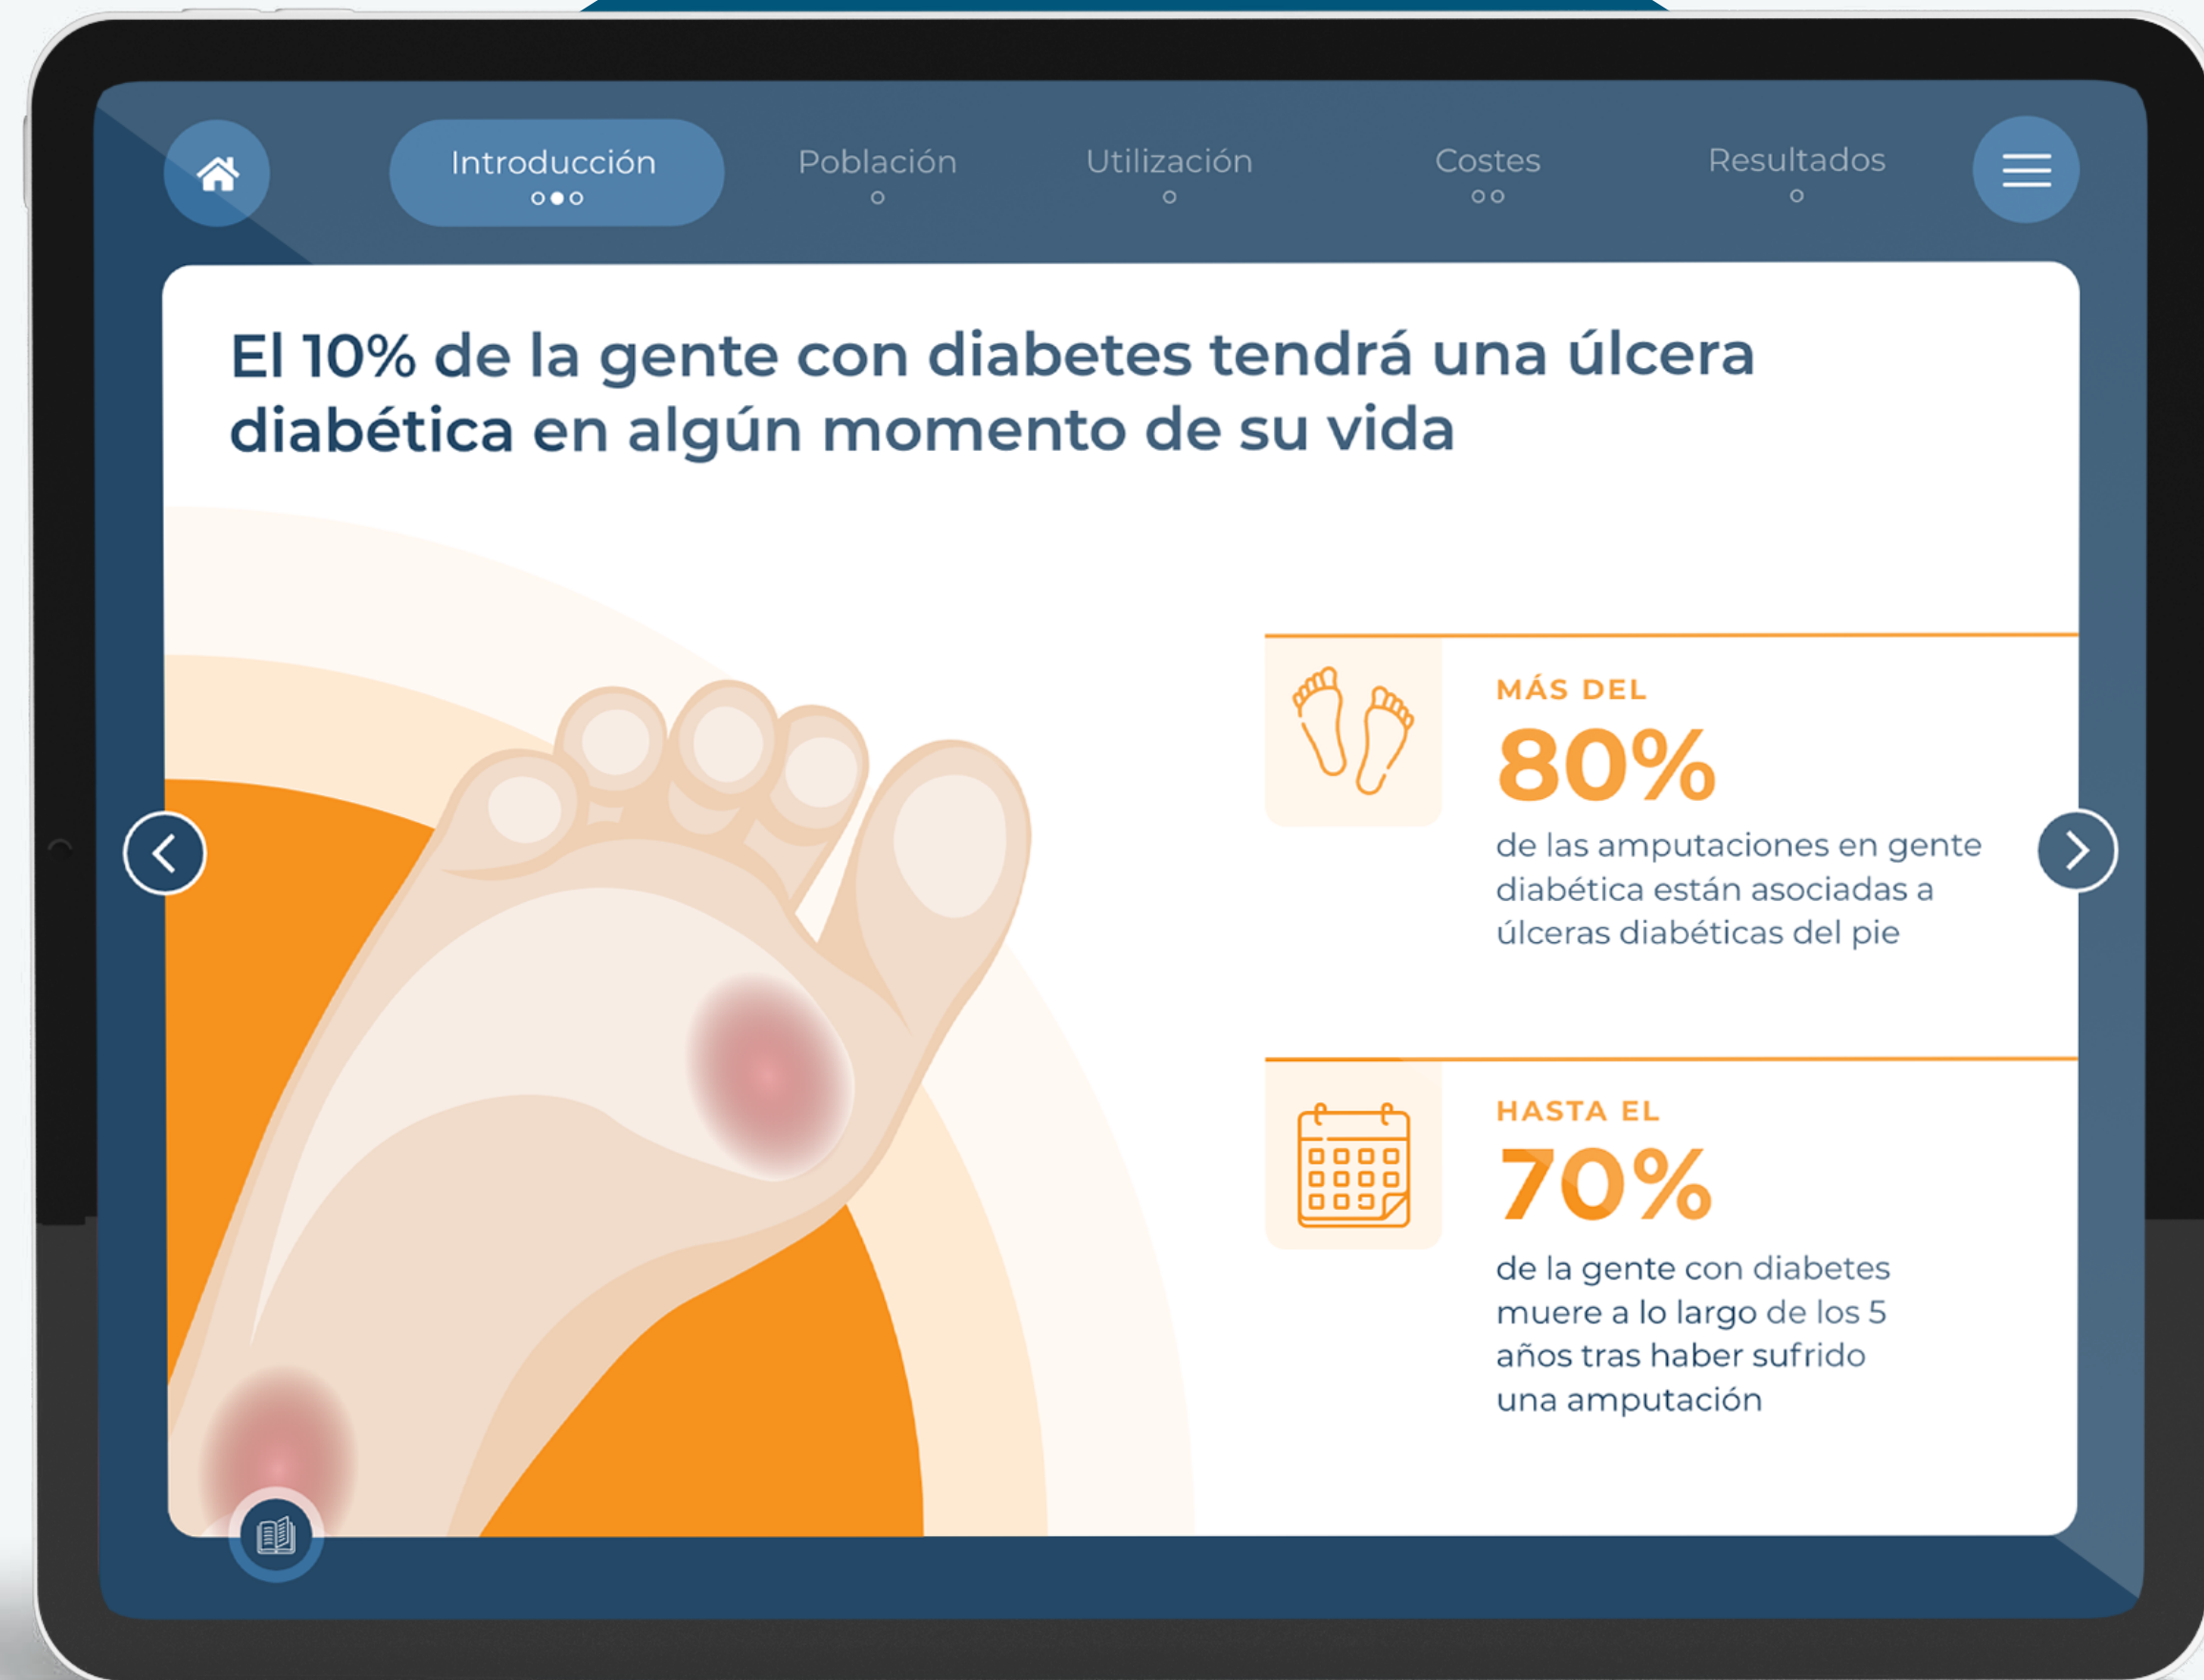 Introducción
Población
Utilización
Costes
Resultados
El 10% de la gente con diabetes tendrá una úlcera
diabética en algún momento de su vida
MÁS DEL
80%
de las amputaciones en gente
diabética están asociadas a
úlceras diabéticas del pie
HASTA EL
70%
de la gente con diabetes
muere a lo largo de los 5
años tras haber sufrido
una amputación